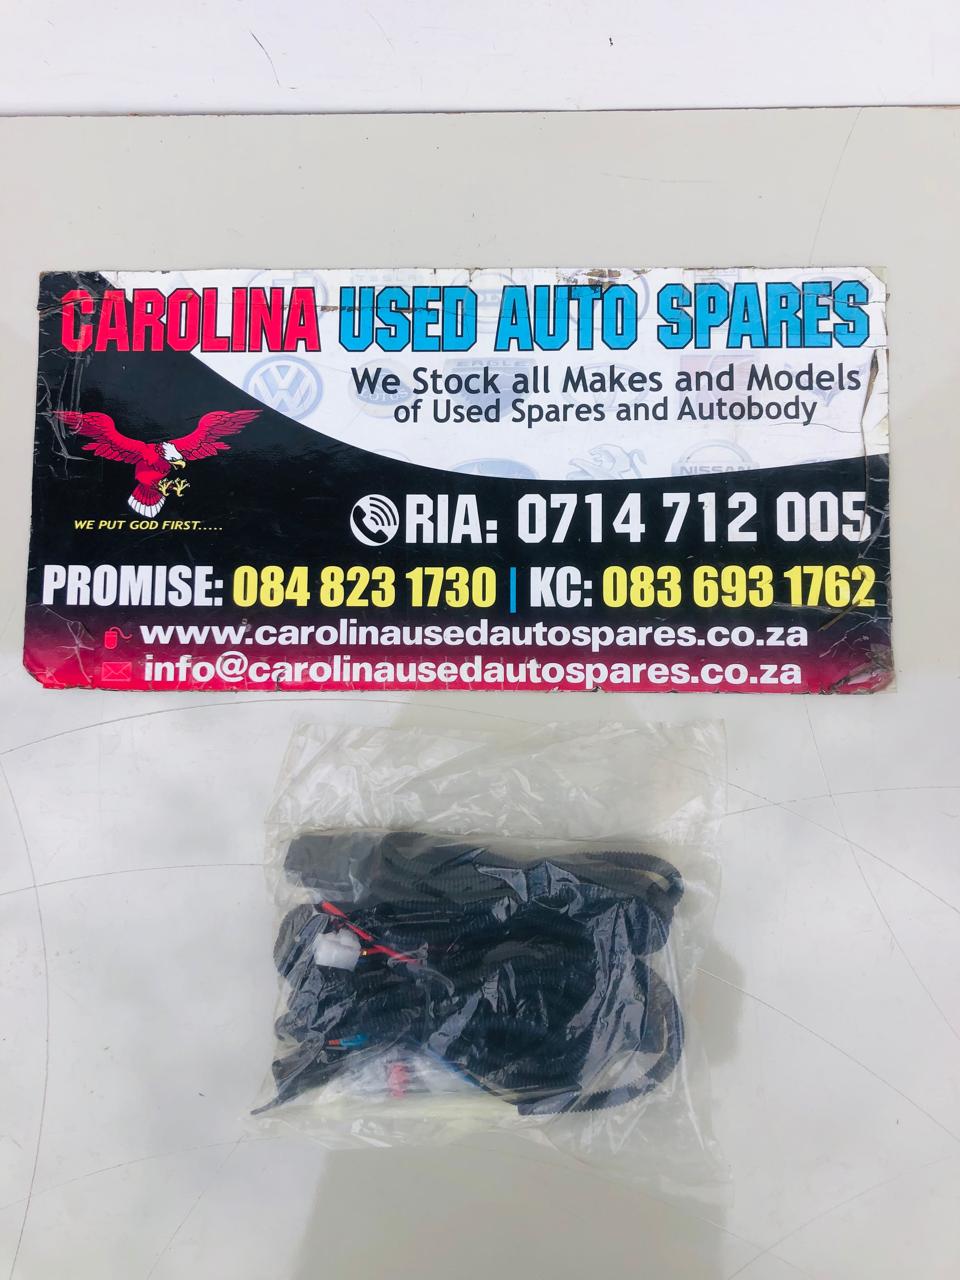 CAROLINA USED AUTO SPARES
We Stock all Makes and Models
of Used Spares and Autobody
WE PUT GOD FIRST.....
RIA: 0714 712 005
PROMISE: 084 823 1730 | KC: 083 693 1762
www.carolinausedautospares.co.za
info@carolinausedautospares.co.za
EAGLE
NISSAN